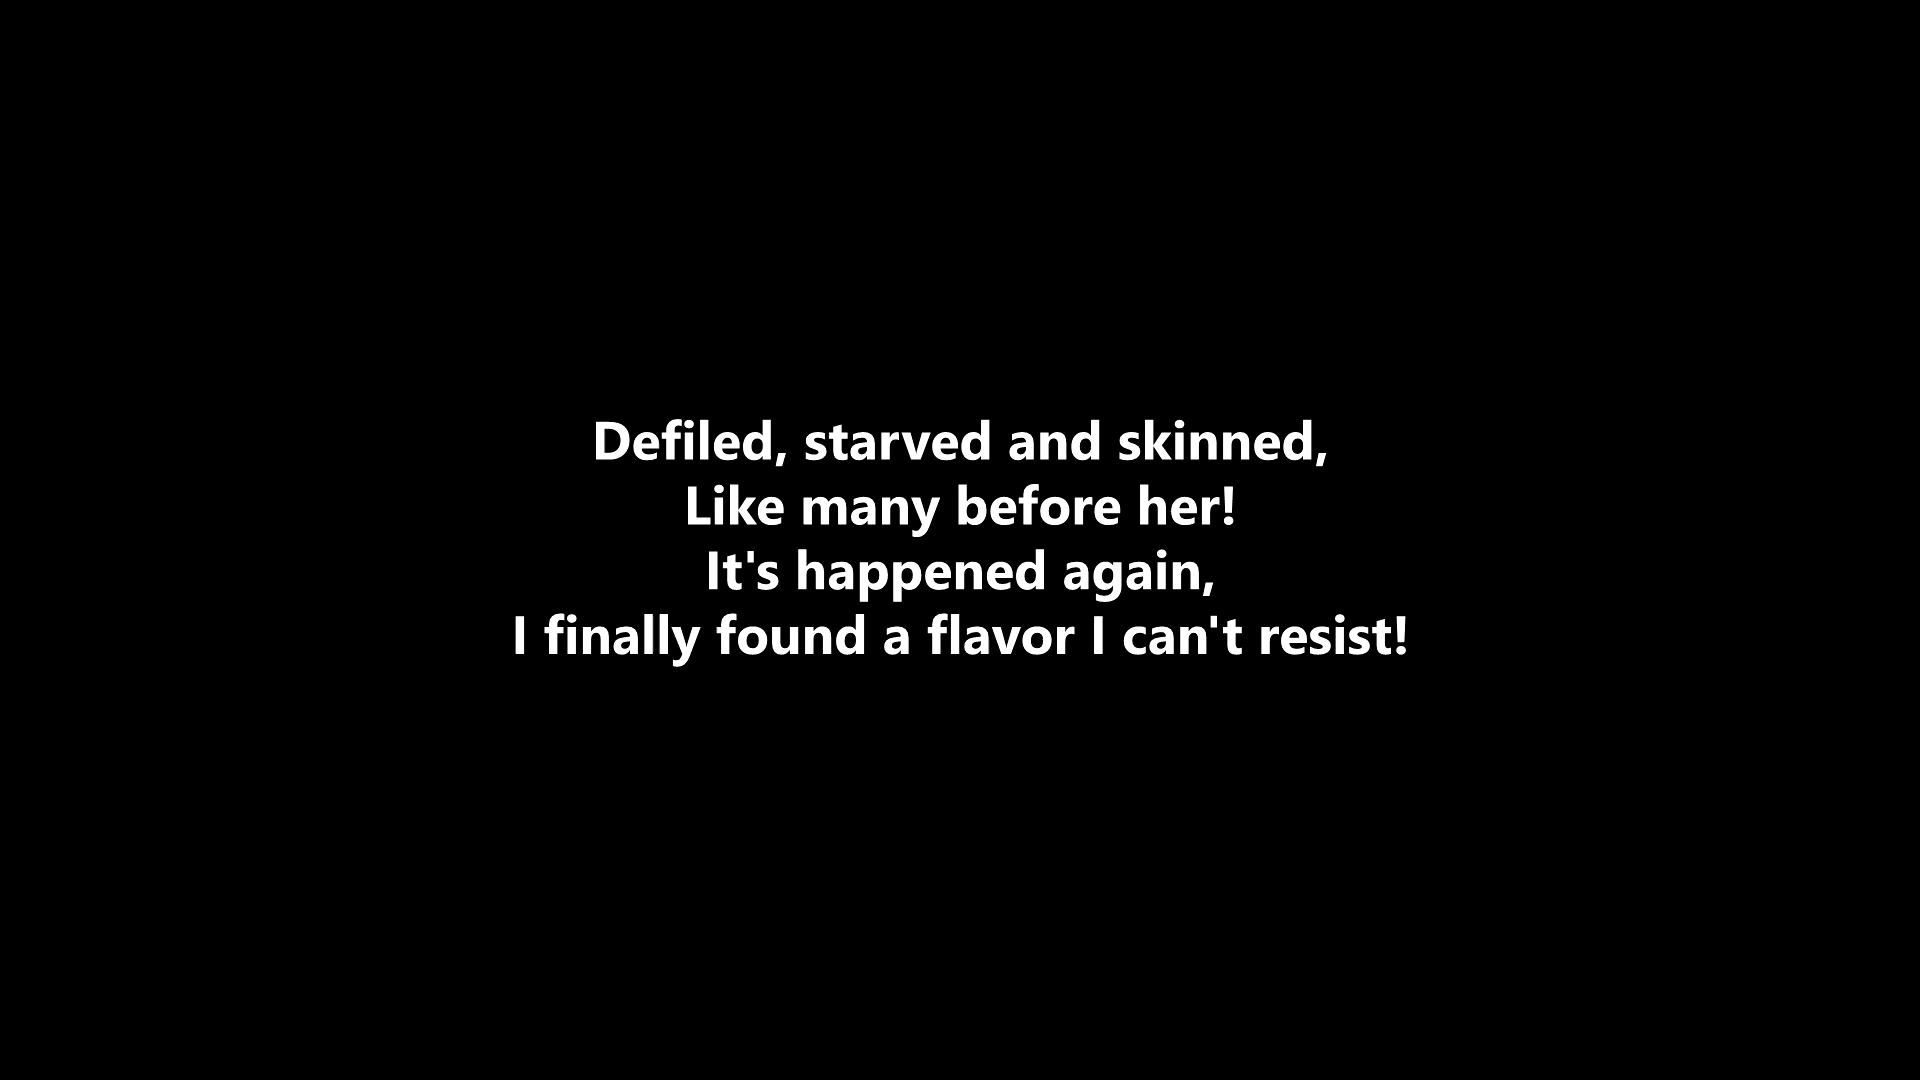 Defiled, starved and skinned,
Like many before her!
It's happened again,
I finally found a flavor I can't resist!